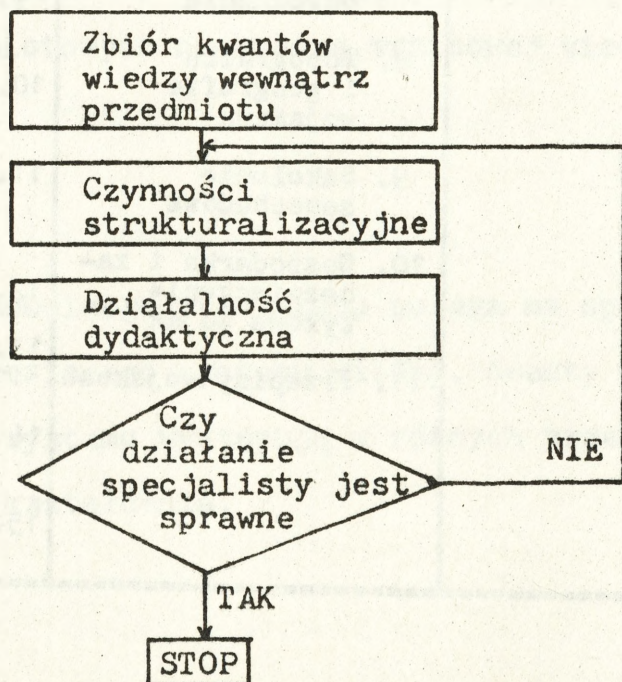 Zbiór kwantów
wiedzy wewnątrz
przedmiotu
Czynności
strukturalizacyjne
Działalność
dydaktyczna
Czy
działanie
specjalisty jest
sprawne
NIE
TAK
STOP